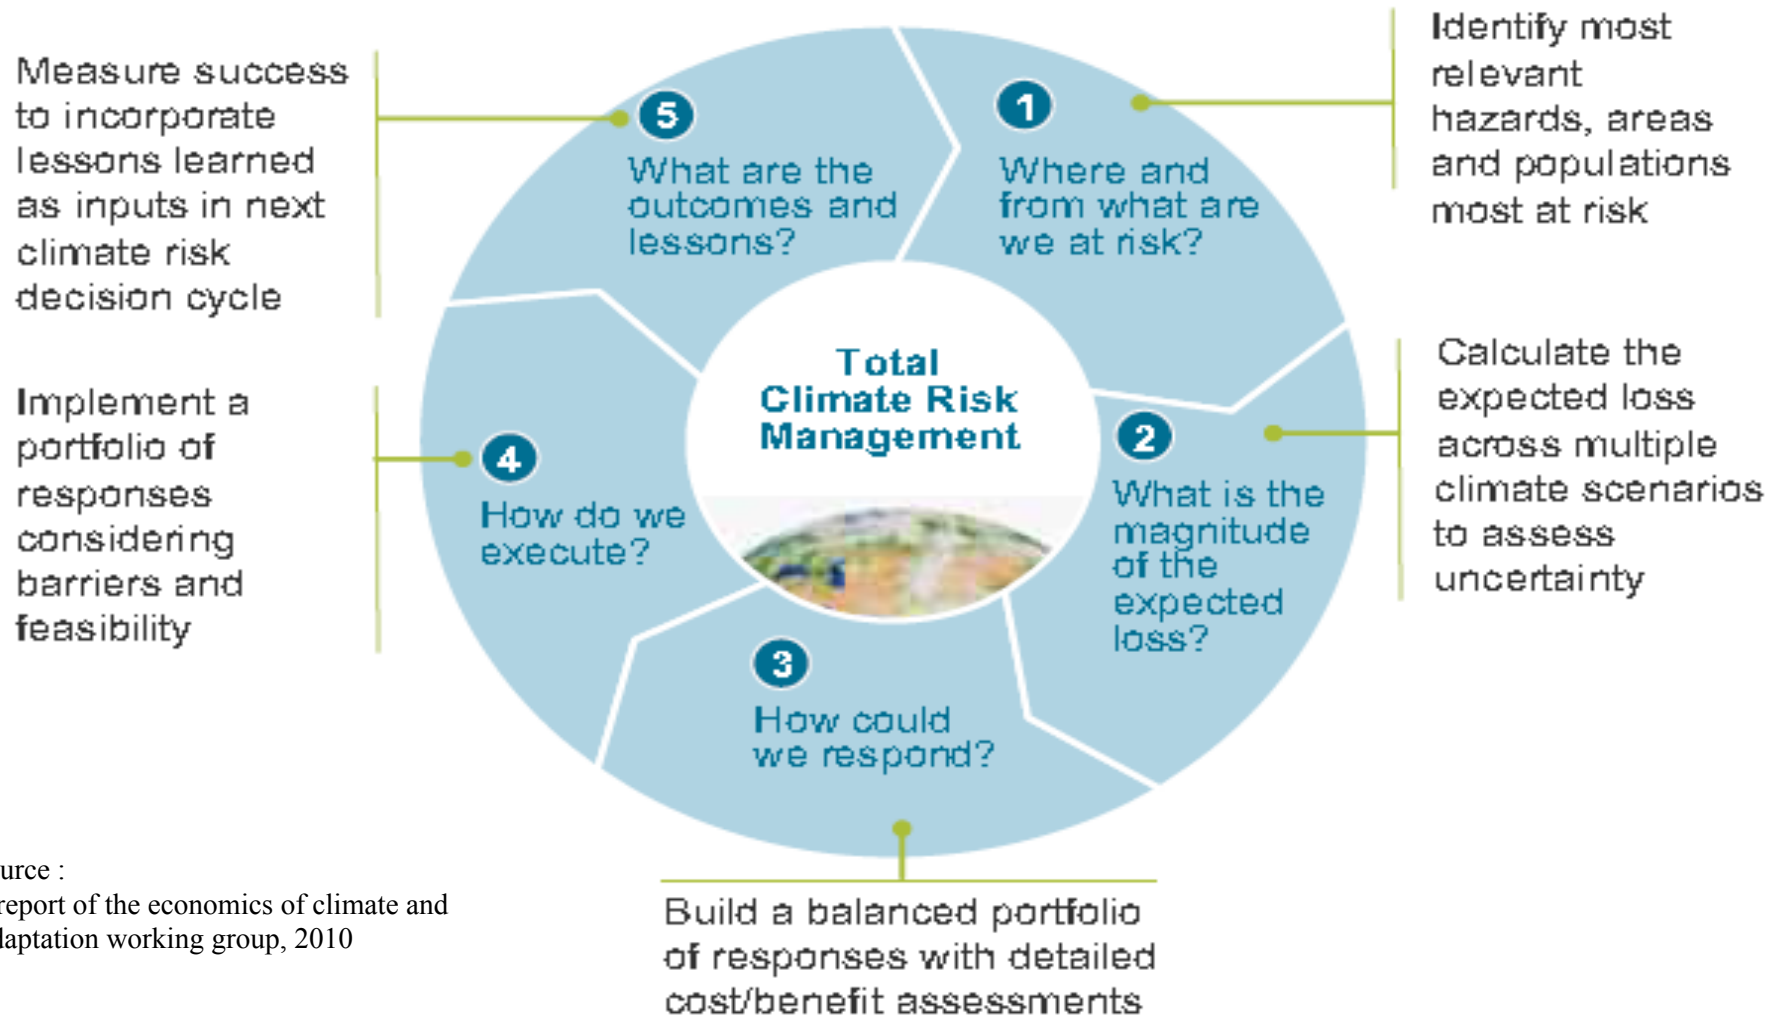 Total
Climate Risk
Management
1
Where and
from what are
we at risk?
Identify most
relevant
hazards, areas
and populations
most at risk
2
What is the
magnitude
of the
expected
loss?
Calculate the
expected loss
across multiple
climate scenarios
to assess
uncertainty
3
How could
we respond?
Build a balanced portfolio
of responses with detailed
cost/benefit assessments
4
How do we
execute?
Implement a
portfolio of
responses
considering
barriers and
feasibility
5
What are the
outcomes and
lessons?
Measure success
to incorporate
lessons learned
as inputs in next
climate risk
decision cycle
urce :
report of the economics of climate and
daptation working group, 2010